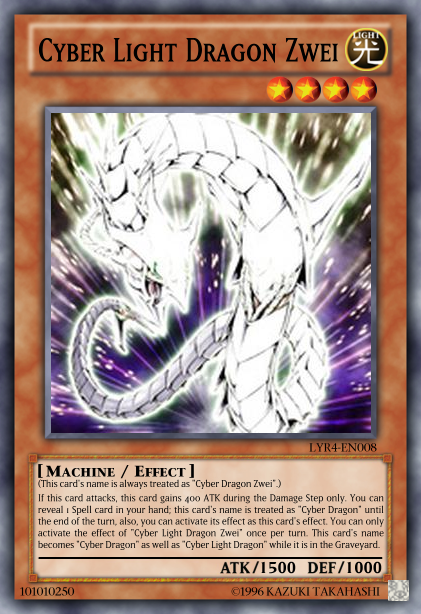 Cyber Light Dragon Zwei
LIGHT
光
LYR4-EN008
[ Machine / Effect ]
(This card's name is always treated as "Cyber Dragon Zwei".)
If this card attacks, this card gains 400 ATK during the Damage Step only. You can
reveal 1 Spell card in your hand; this card's name is treated as "Cyber Dragon" until
the end of the turn, also, you can activate its effect as this card's effect. You can only
activate the effect of "Cyber Light Dragon Zwei" once per turn. This card's name
becomes "Cyber Dragon" as well as "Cyber Light Dragon" while it is in the Graveyard.
ATK/1500 DEF/1000
101010250
©1996 KAZUKI TAKAHASHI